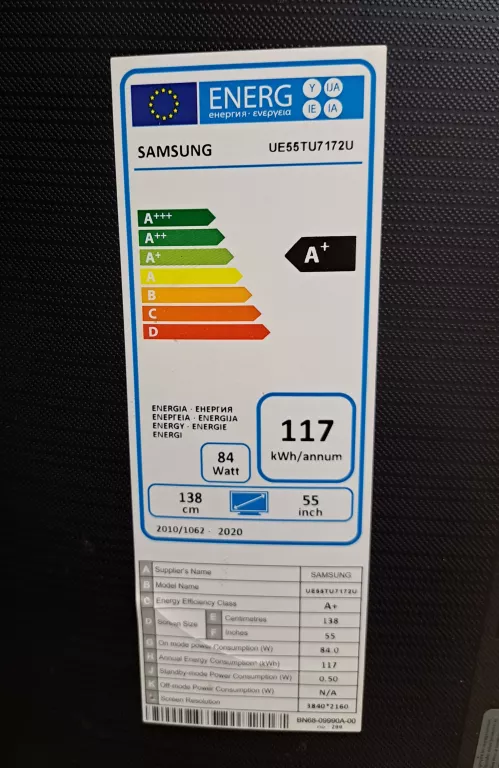 ENERG
енергия · ενεργεια
Y IJA
IE IA
SAMSUNG UE55TU7172U
A+++
A++
A+
A
B
C
D
A+
ENERGIA · ЕНЕРГИЯ
ΕΝΕΡΓΕΙΑ · ENERGIJA
ENERGY · ENERGIE
ENERGI
117
kWh/annum
84
Watt
138
cm
55
inch
2010/1062 - 2020
A Supplier's Name SAMSUNG
B Model Name UE55TU7172U
C Energy Efficiency Class A+
D Screen Size E Centimetres 138
F Inches 55
G On mode power Consumption (W) 84.0
H Annual Energy Consumption* (kWh) 117
Standby-mode Power Consumption (W) 0.50
Off-mode Power Consumption (W) N/A
Screen Resolution 3840*2160
BN68-09990A-00